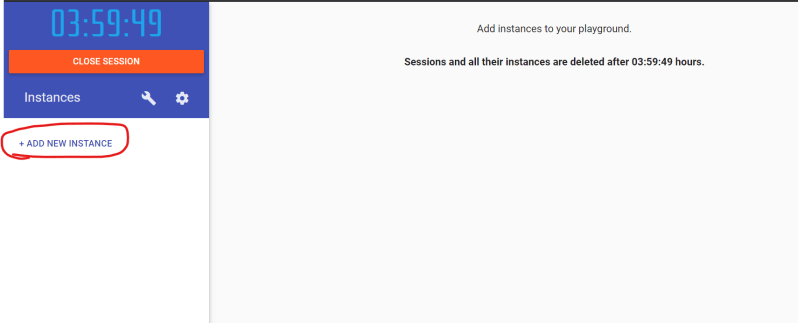 03:59:49
CLOSE SESSION
Instances
+ ADD NEW INSTANCE
Add instances to your playground.
Sessions and all their instances are deleted after 03:59:49 hours.